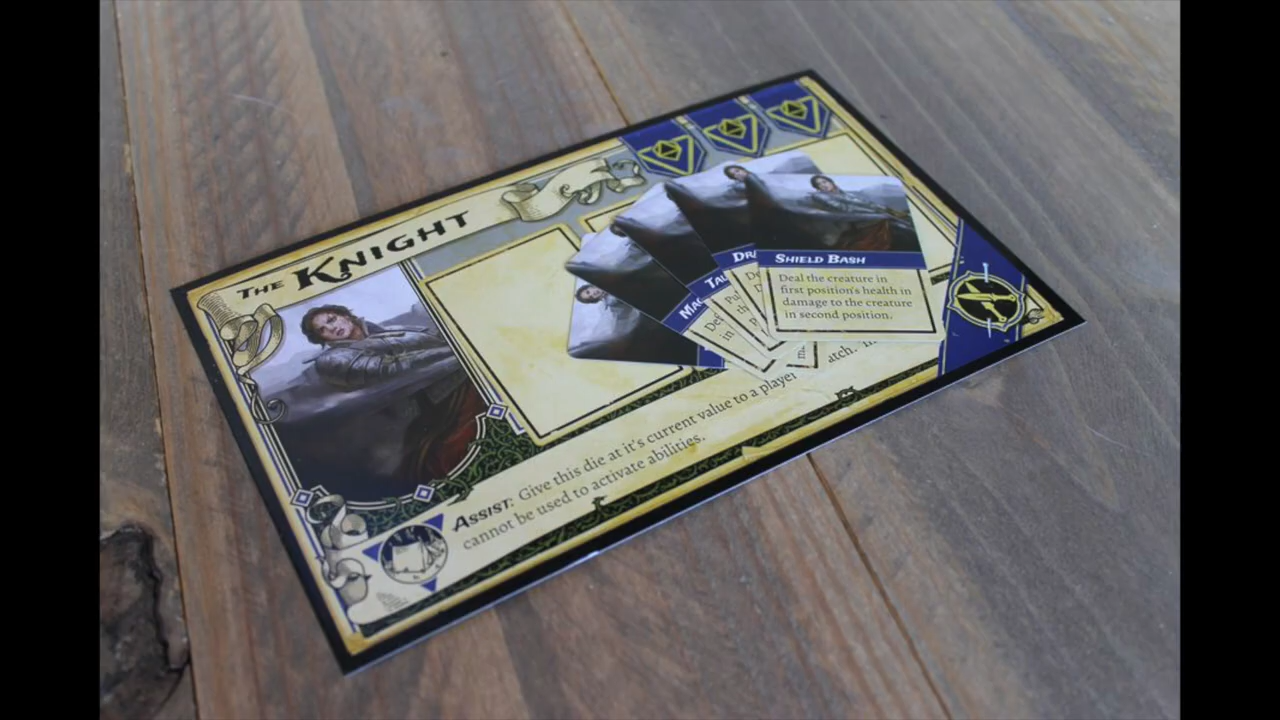 The Knight
Shield Bash
Deal the creature in
first position's health in
damage to the creature
in second position.
Assist: Give this die at it's current value to a player
atch.
cannot be used to activate abilities.